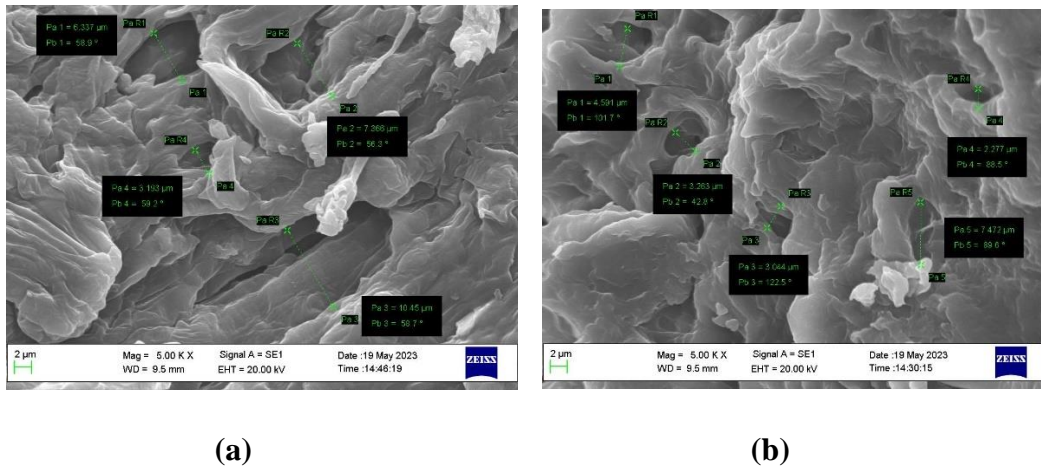 Pa 1 = 6.337 µm
Pb 1 = 58.9 °
Pa R1
Pa 1
Pa R2
Pa 2
Pa 2 = 7.366 µm
Pb 2 = 56.3 °
Pa R4
Pa 4
Pa 4 = 3.193 µm
Pb 4 = 59.2 °
Pa R3
Pa 3
Pa 3 = 10.45 µm
Pb 3 = 58.7 °
2 µm
Mag = 5.00 K X
Signal A = SE1
Date :19 May 2023
WD = 9.5 mm
EHT = 20.00 kV
Time :14:46:19
ZEISS
(a)
Pa R1
Pa 1
Pa 1 = 4.591 µm
Pb 1 = 101.7 °
Pa R2
Pa 2
Pa 2 = 3.263 µm
Pb 2 = 42.8 °
Pa R3
Pa 3
Pa 3 = 3.044 µm
Pb 3 = 122.5 °
Pa R4
Pa 4
Pa 4 = 2.277 µm
Pb 4 = 88.5 °
Pa R5
Pa 5 = 7.472 µm
Pb 5 =
Pa 5
2 µm
Mag = 5.00 K X
Signal A = SE1
Date :19 May 2023
WD = 9.5 mm
EHT = 20.00 kV
Time :14:30:15
ZEISS
(b)